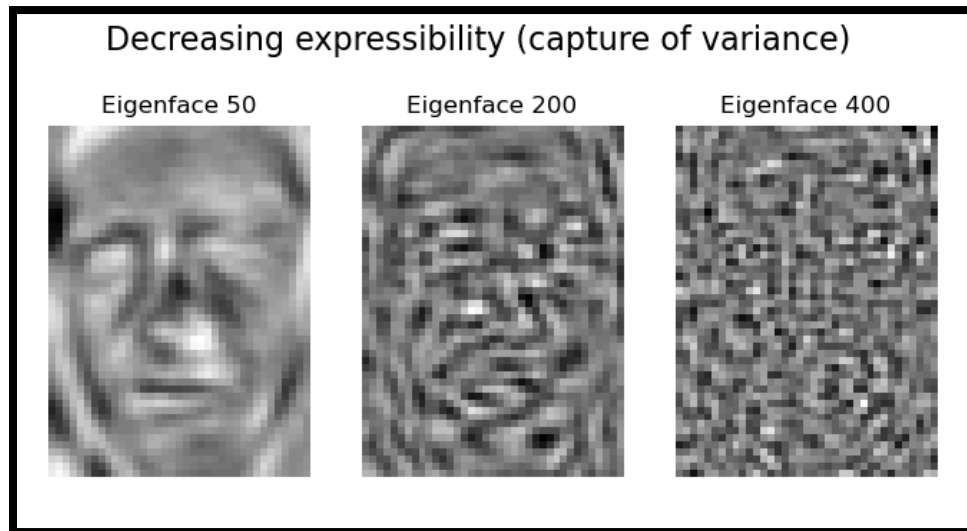 Decreasing expressibility (capture of variance)
Eigenface 50
Eigenface 200
Eigenface 400